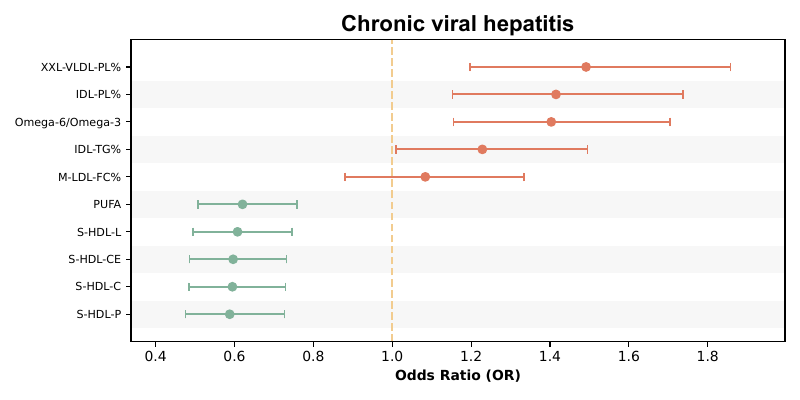 Chronic viral hepatitis
XXL-VLDL-PL%
IDL-PL%
Omega-6/Omega-3
IDL-TG%
M-LDL-FC%
PUFA
S-HDL-L
S-HDL-CE
S-HDL-C
S-HDL-P
0.4 0.6 0.8 1.0 1.2 1.4 1.6 1.8
Odds Ratio (OR)